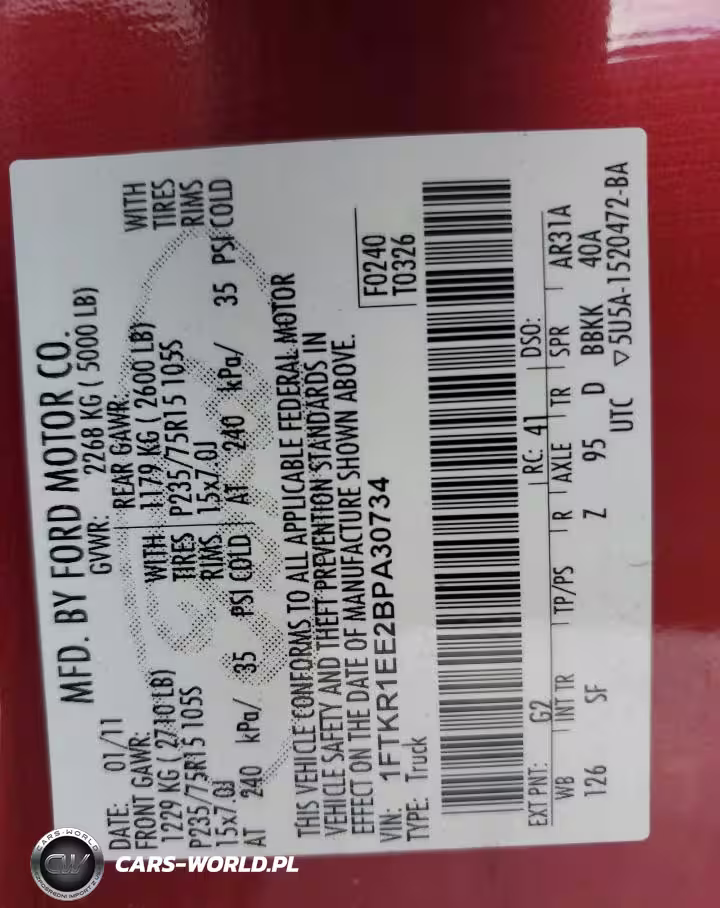 MFD. BY FORD MOTOR CO.
DATE: 01/11 GVWR: 2268 KG ( 5000 LB)
FRONT GAWR: REAR GAWR:
1229 KG ( 2710 LB) WITH 1179 KG ( 2600 LB) WITH
P235/75R15 105S TIRES P235/75R15 105S TIRES
15x7.0J RIMS 15x7.0J RIMS
AT 240 kPa/ 35 PSI COLD AT 240 kPa/ 35 PSI COLD
THIS VEHICLE CONFORMS TO ALL APPLICABLE FEDERAL MOTOR
VEHICLE SAFETY AND THEFT PREVENTION STANDARDS IN
EFFECT ON THE DATE OF MANUFACTURE SHOWN ABOVE.
VIN: 1FTKR1EE2BPA30734 F0240
TYPE: Truck T0326
EXT PNT: G2 RC: 41 DSO:
WB INT TR TP/PS R AXLE TR SPR AR31A
126 SF Z 95 D BBKK 40A
UTC ▽5U5A-1520472-BA
CARS-WORLD
CW
CARS-WORLD.PL